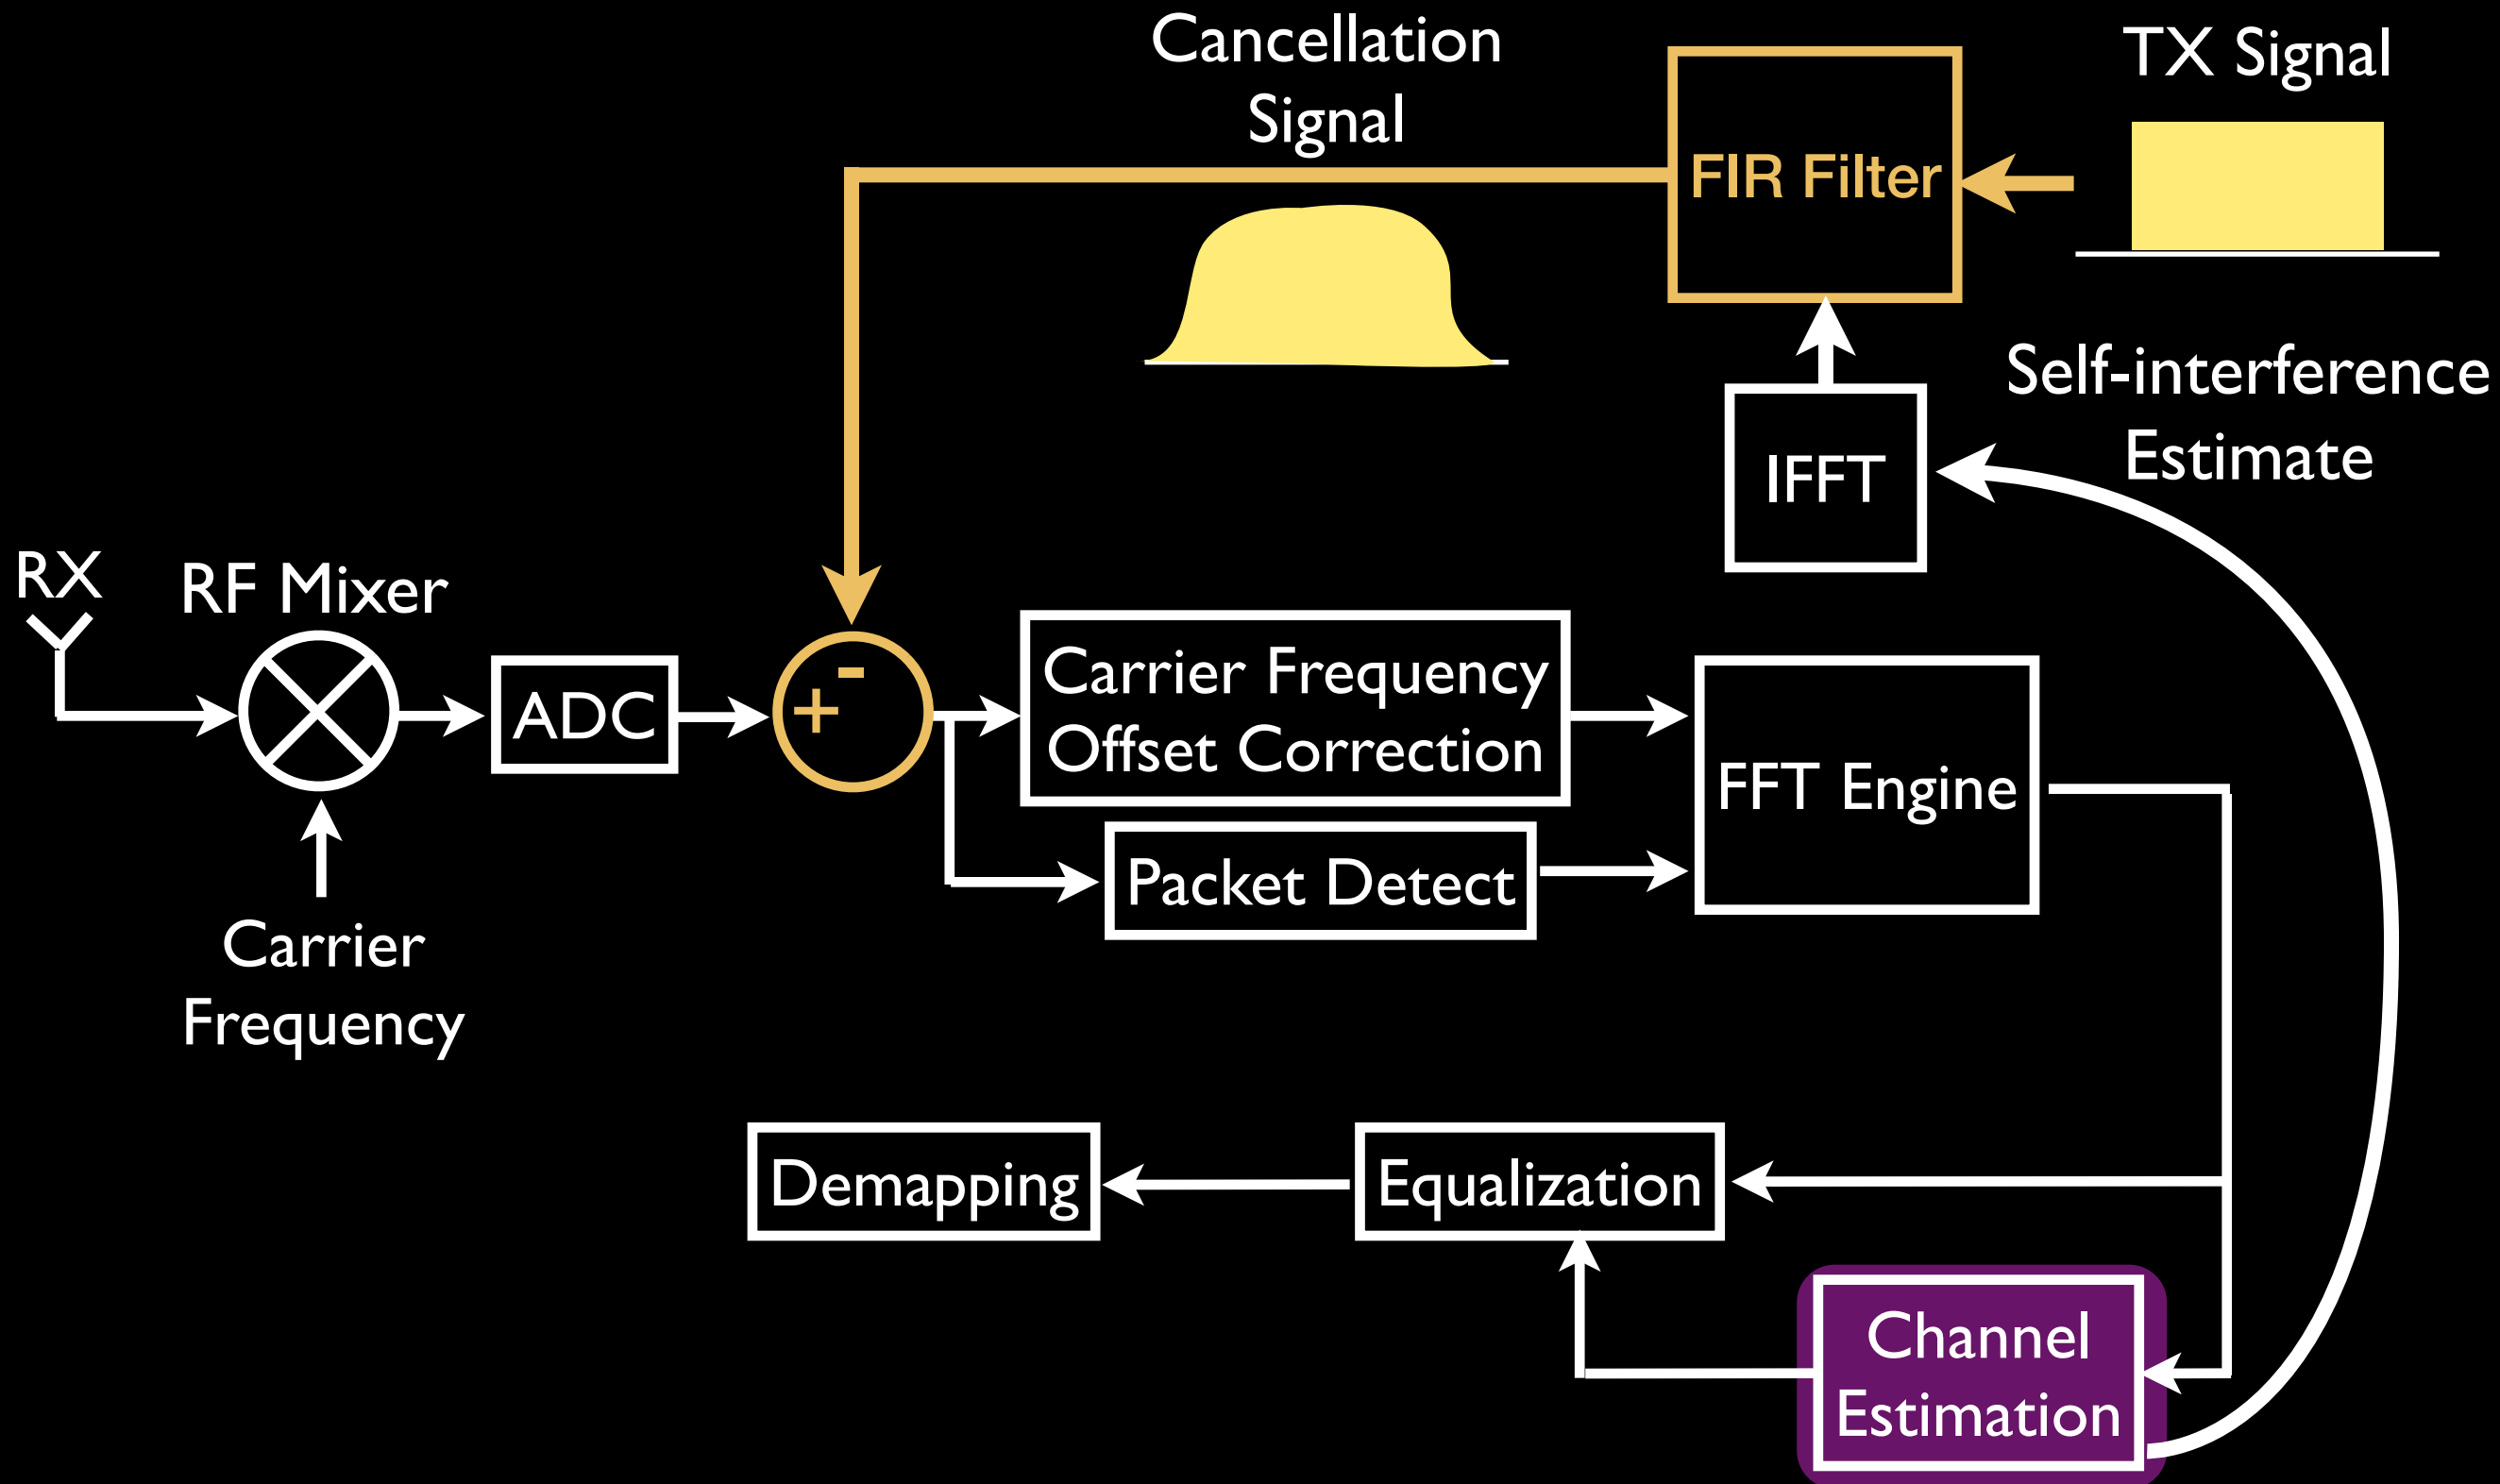 Cancellation
Signal
TX Signal
FIR Filter
Self-interference
Estimate
IFFT
RX
RF Mixer
ADC
+
-
Carrier Frequency
Offset Correction
FFT Engine
Packet Detect
Carrier
Frequency
Demapping
Equalization
Channel
Estimation